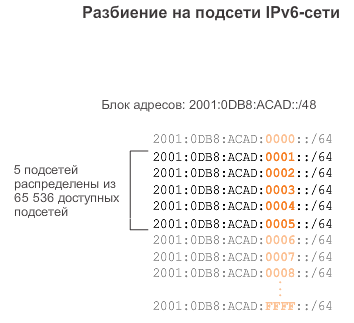 Разбиение на подсети IPv6-сети
Блок адресов: 2001:0DB8:ACAD::/48
2001:0DB8:ACAD:0000::/64
2001:0DB8:ACAD:0001::/64
2001:0DB8:ACAD:0002::/64
2001:0DB8:ACAD:0003::/64
2001:0DB8:ACAD:0004::/64
2001:0DB8:ACAD:0005::/64
2001:0DB8:ACAD:0006::/64
2001:0DB8:ACAD:0007::/64
2001:0DB8:ACAD:0008::/64
2001:0DB8:ACAD:FFFF::/64
5 подсетей
распределены из
65 536 доступных
подсетей